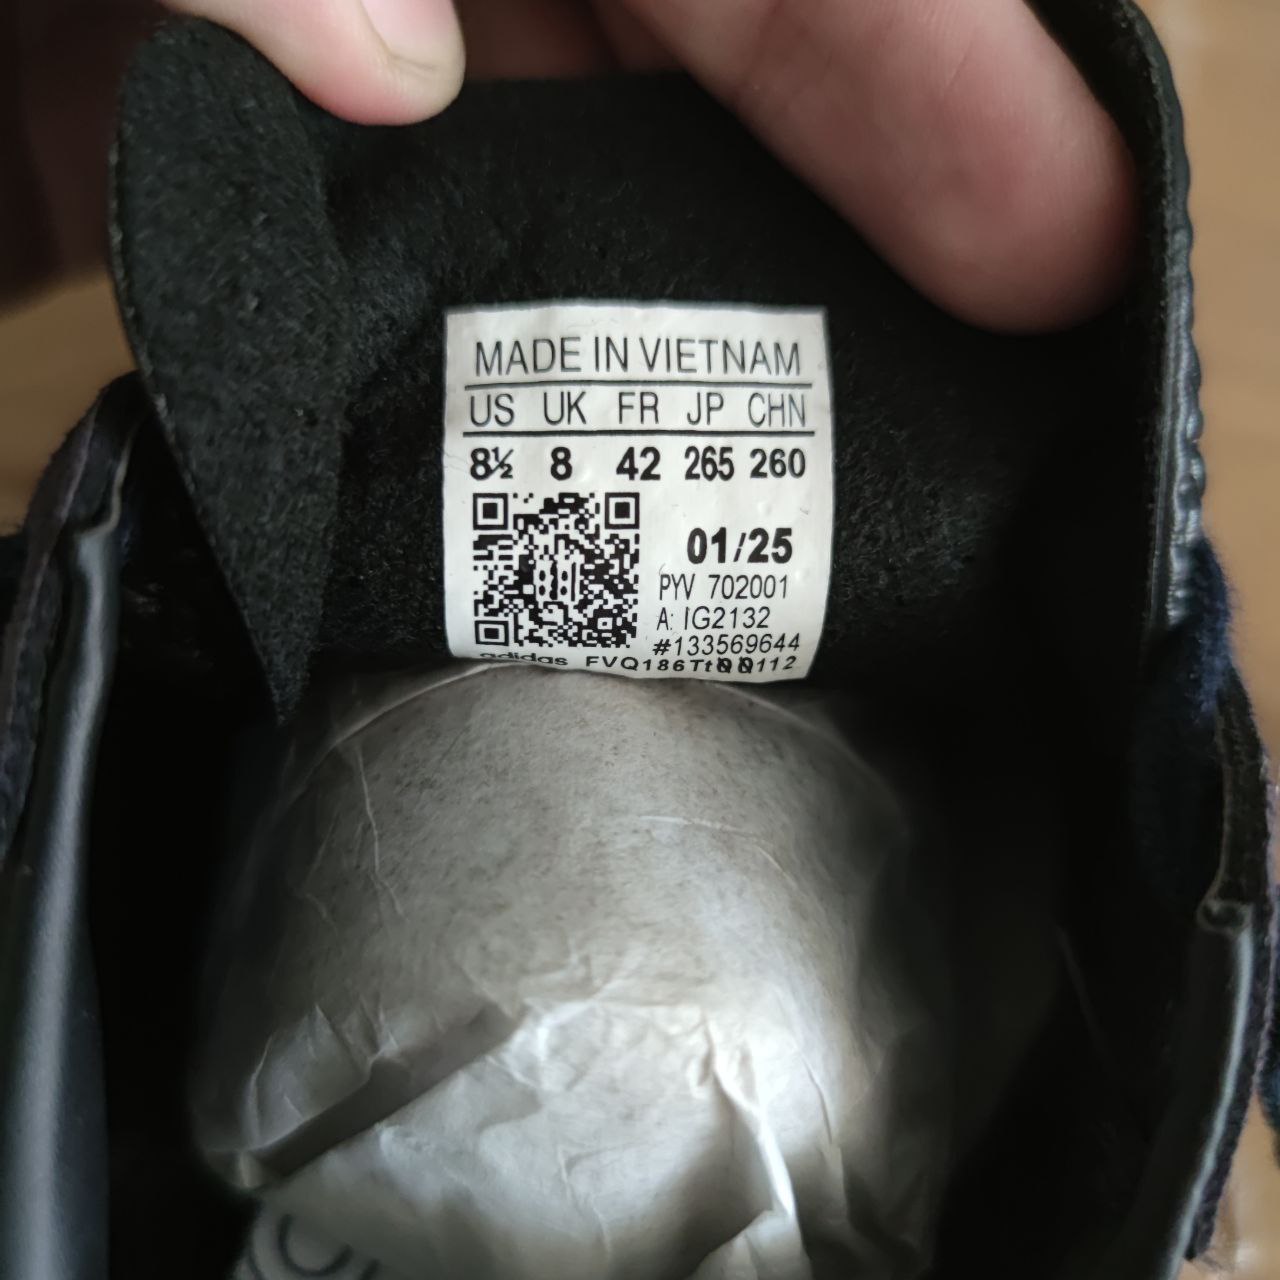 MADE IN VIETNAM
US UK FR JP CHN
8½ 8 42 265 260
01/25
PYV 702001
A: IG2132
#133569644
adidas FVQ186Tt00112